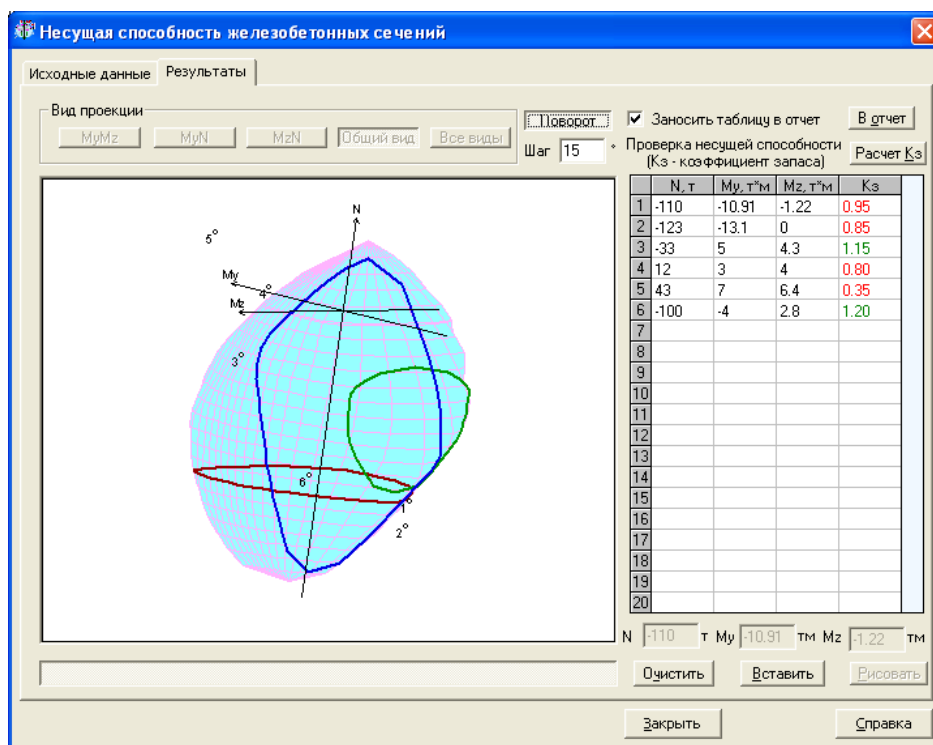 Несущая способность железобетонных сечений
Исходные данные Результаты
Вид проекции
MyMz MyN MzN Общий вид Все виды
Поворот
Шаг 15 °
Заносить таблицу в отчет В отчет
Проверка несущей способности
(Кз - коэффициент запаса)
Расчет Кз
N, т My, т*м Mz, т*м Кз
1 -110 -10.91 -1.22 0.95
2 -123 -13.1 0 0.85
3 -33 5 4.3 1.15
4 12 3 4 0.80
5 43 7 6.4 0.35
6 -100 -4 2.8 1.20
7
8
9
10
11
12
13
14
15
16
17
18
19
20
N
5°
My
4°
Mz
3°
6°
1°
2°
N -110 т My -10.91 тм Mz -1.22 тм
Очистить Вставить Рисовать
Закрыть Справка